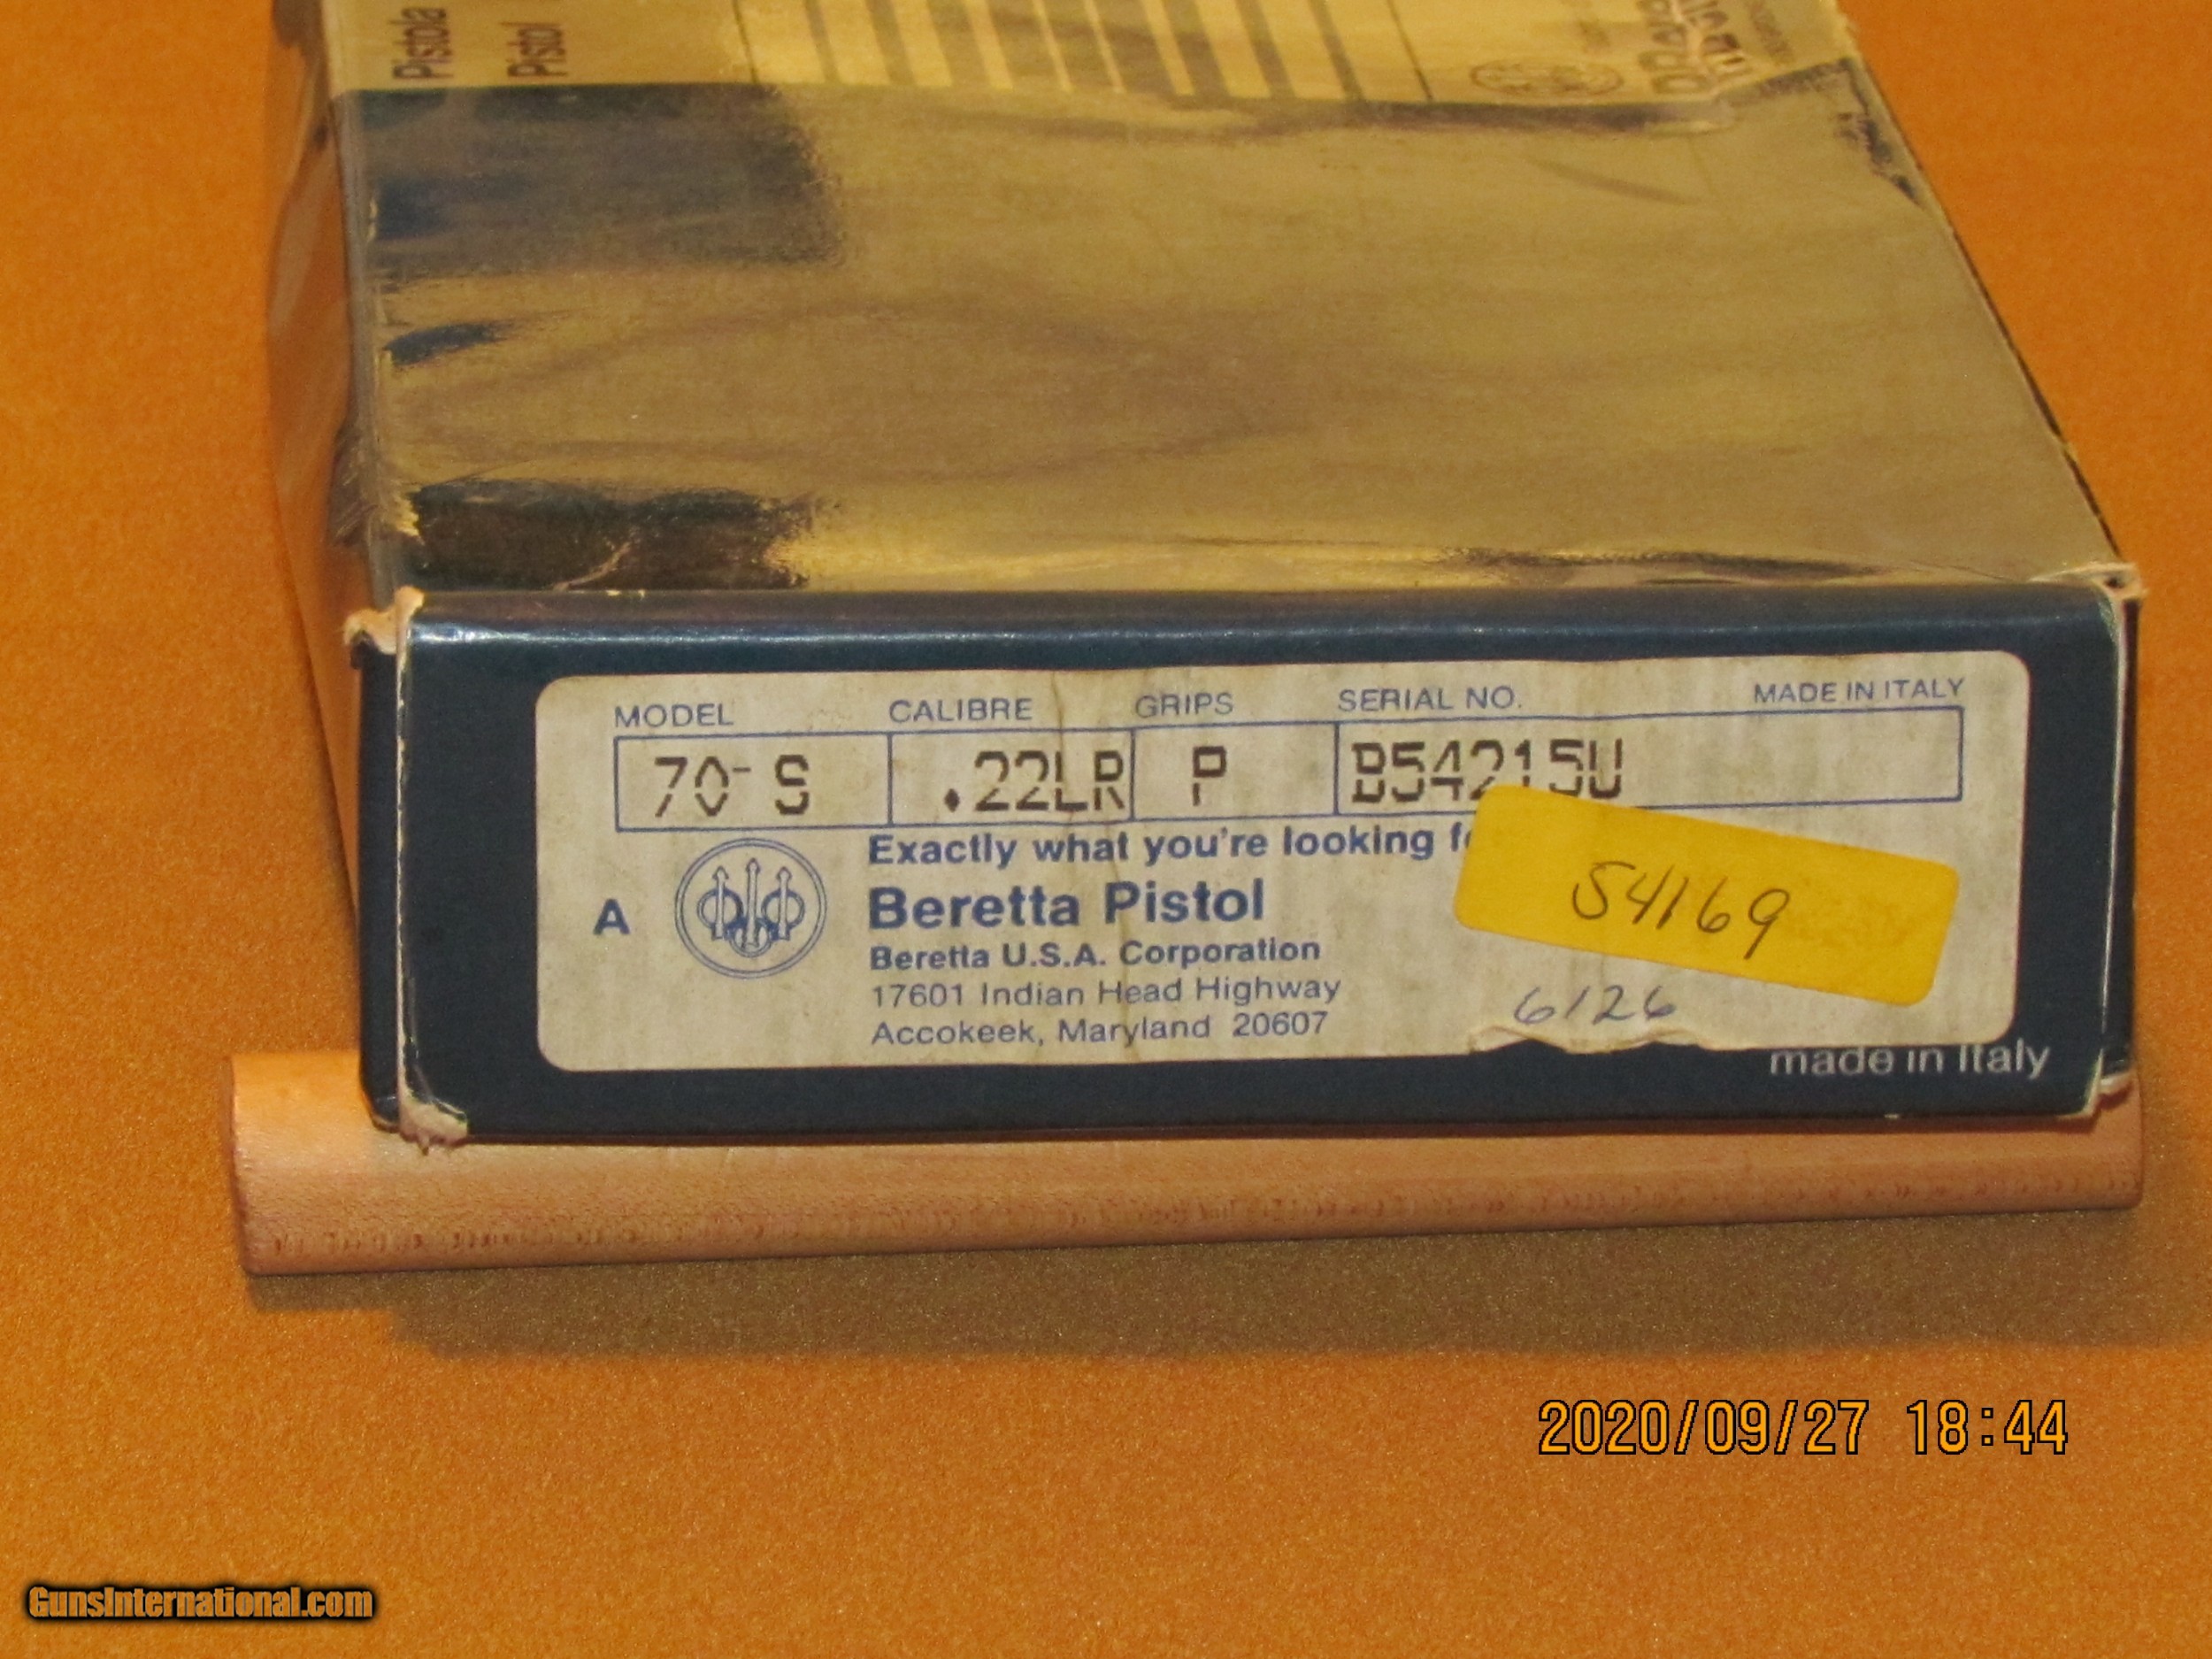 Pistola
Pistol
MODEL CALIBRE GRIPS SERIAL NO. MADE IN ITALY
70-S .22LR P B54215U
Exactly what you're looking
A
Beretta Pistol
Beretta U.S.A. Corporation
17601 Indian Head Highway
Accokeek, Maryland 20607
54169
6126
made in Italy
2020/09/27 18:44
GunsInternational.com